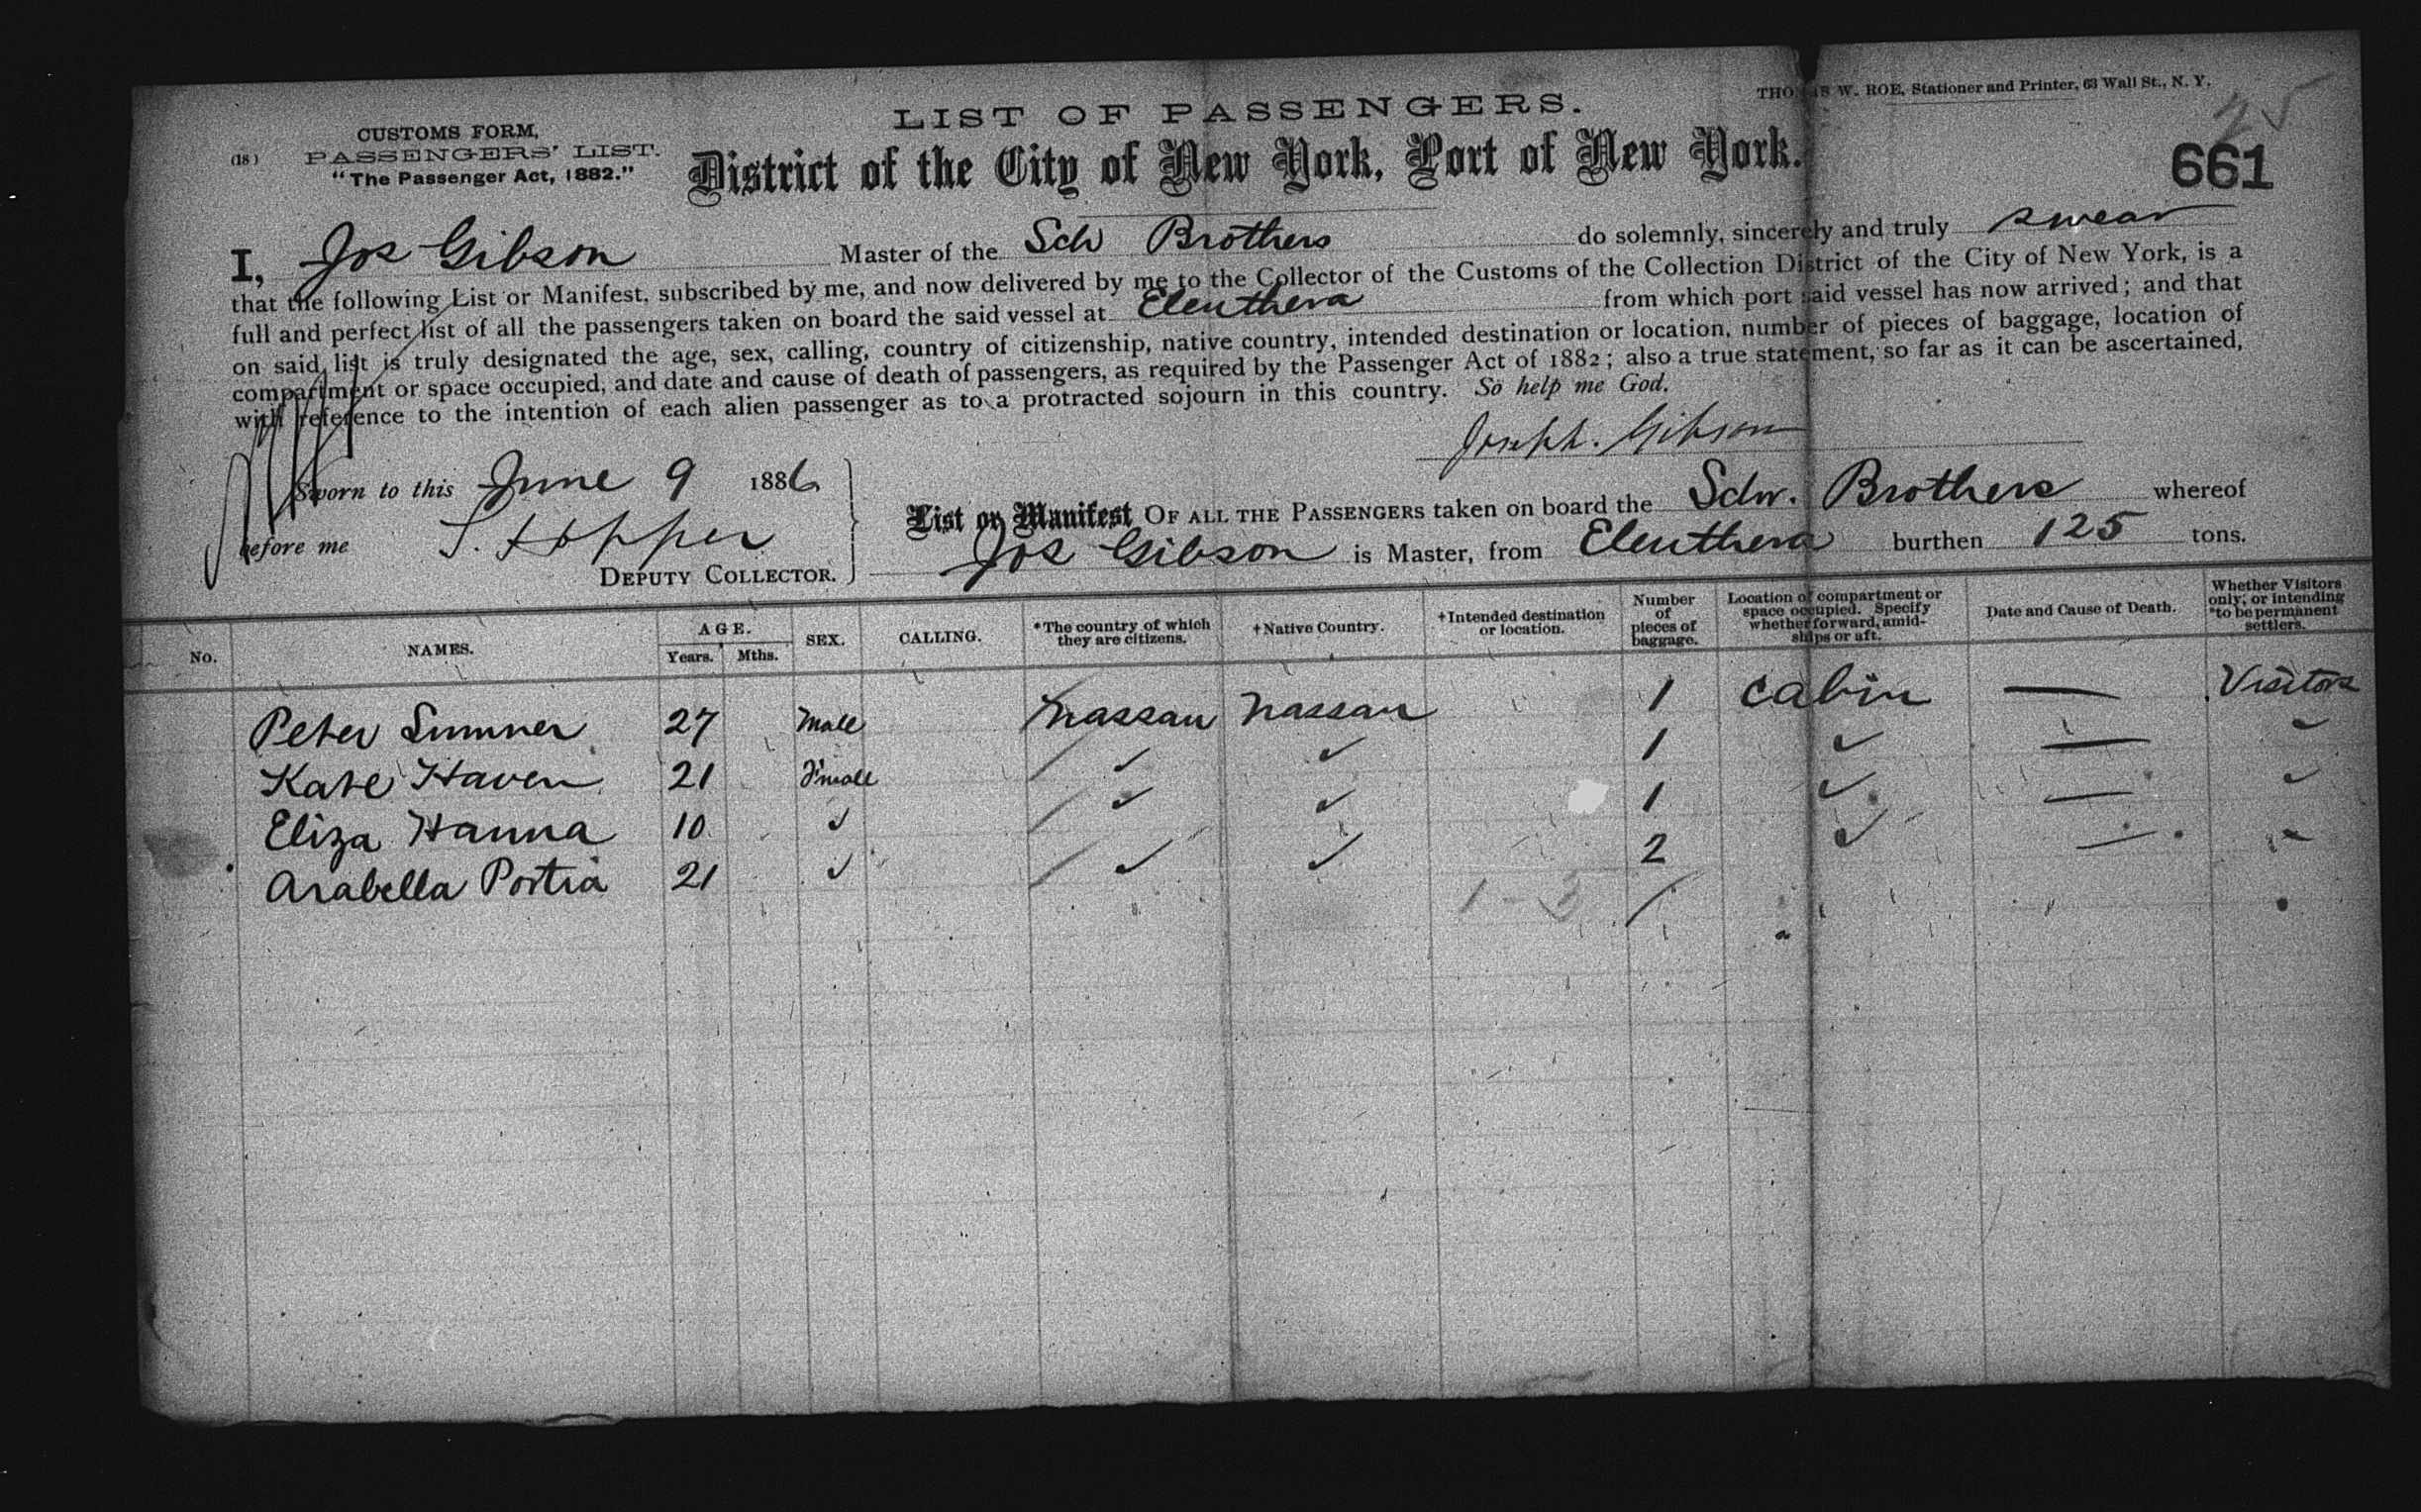 LIST OF PASSENGERS.
THOMAS W. ROE, Stationer and Printer, 63 Wall St., N. Y.
25
CUSTOMS FORM,
(18) PASSENGERS' LIST.
"The Passenger Act, 1882."
District of the City of New York, Port of New York.
661
I, Jos Gibson Master of the Sch Brothers do solemnly, sincerely and truly swear
that the following List or Manifest, subscribed by me, and now delivered by me to the Collector of the Customs of the Collection District of the City of New York, is a
full and perfect list of all the passengers taken on board the said vessel at Eleuthera from which port said vessel has now arrived; and that
on said list is truly designated the age, sex, calling, country of citizenship, native country, intended destination or location, number of pieces of baggage, location of
compartment or space occupied, and date and cause of death of passengers, as required by the Passenger Act of 1882; also a true statement, so far as it can be ascertained,
with reference to the intention of each alien passenger as to a protracted sojourn in this country. So help me God.
Joseph. Gibson
Sworn to this June 9 1886
before me S. Hopper
DEPUTY COLLECTOR.
List or Manifest OF ALL THE PASSENGERS taken on board the Schr. Brothers whereof
Jos Gibson is Master, from Eleuthera burthen 125 tons.
No. NAMES. AGE. Years. Mths. SEX. CALLING. *The country of which they are citizens. †Native Country. †Intended destination or location. Number of pieces of baggage. Location of compartment or space occupied. Specify whether forward, amidships or aft. Date and Cause of Death. Whether Visitors only, or intending *to be permanent settlers.
Peter Sumner 27 Male Nassau Nassau 1 Cabin — Visitors
Kate Haven 21 F'male ✓ ✓ 1 ✓ — ✓
Eliza Hanna 10 ✓ ✓ ✓ 1 ✓ — ✓
Arabella Portia 21 ✓ ✓ ✓ 2 ✓ — ✓